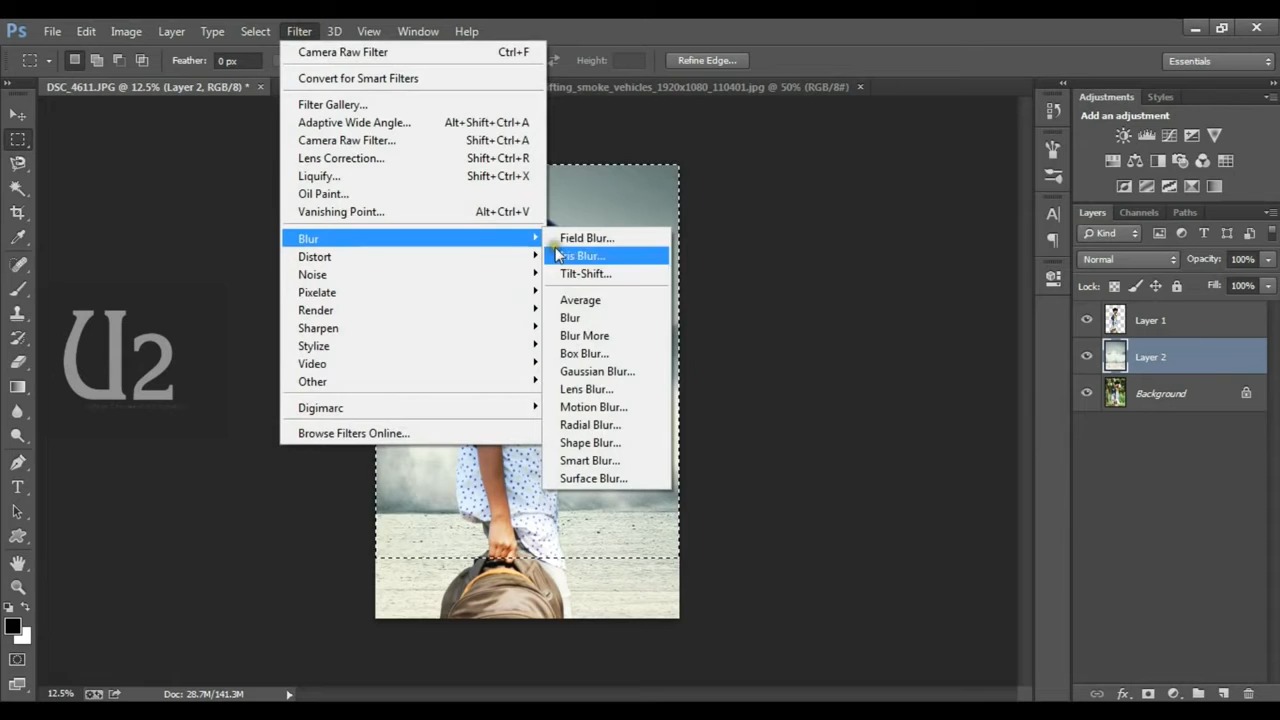 Ps File Edit Image Layer Type Select Filter 3D View Window Help
Feather: 0 px Height: Refine Edge... Essentials
DSC_4611.JPG @ 12.5% (Layer 2, RGB/8) * × ifting_smoke_vehicles_1920x1080_110401.jpg @ 50% (RGB/8#) ×
Camera Raw Filter Ctrl+F
Convert for Smart Filters
Filter Gallery...
Adaptive Wide Angle... Alt+Shift+Ctrl+A
Camera Raw Filter... Shift+Ctrl+A
Lens Correction... Shift+Ctrl+R
Liquify... Shift+Ctrl+X
Oil Paint...
Vanishing Point... Alt+Ctrl+V
Blur
Distort
Noise
Pixelate
Render
Sharpen
Stylize
Video
Other
Digimarc
Browse Filters Online...
Field Blur...
Iris Blur...
Tilt-Shift...
Average
Blur
Blur More
Box Blur...
Gaussian Blur...
Lens Blur...
Motion Blur...
Radial Blur...
Shape Blur...
Smart Blur...
Surface Blur...
U2
Adjustments Styles
Add an adjustment
Layers Channels Paths
Kind
Normal Opacity: 100%
Lock: Fill: 100%
Layer 1
Layer 2
Background
12.5% Doc: 28.7M/141.3M